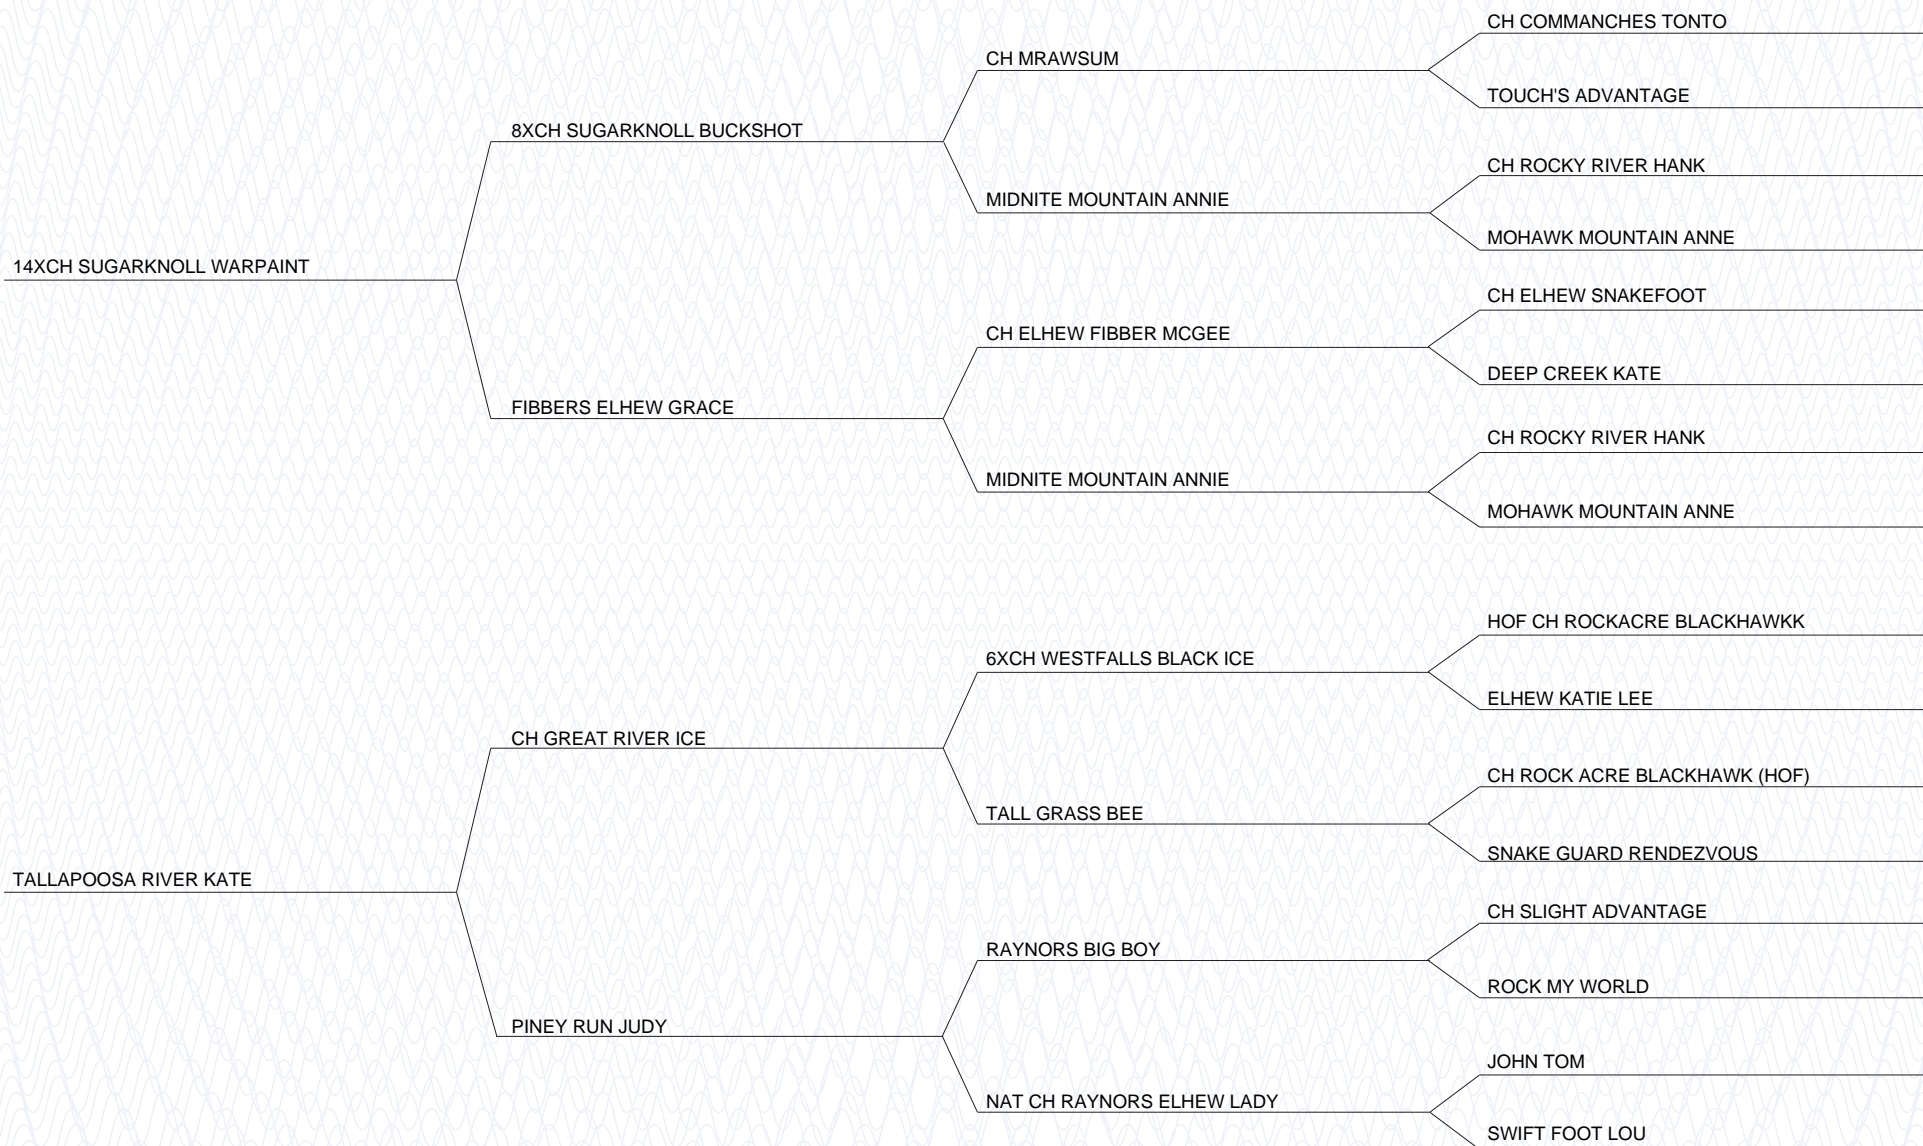 CH COMMANCHES TONTO
CH MRAWSUM
TOUCH'S ADVANTAGE
8XCH SUGARKNOLL BUCKSHOT
CH ROCKY RIVER HANK
MIDNITE MOUNTAIN ANNIE
MOHAWK MOUNTAIN ANNE
14XCH SUGARKNOLL WARPAINT
CH ELHEW SNAKEFOOT
CH ELHEW FIBBER MCGEE
DEEP CREEK KATE
FIBBERS ELHEW GRACE
CH ROCKY RIVER HANK
MIDNITE MOUNTAIN ANNIE
MOHAWK MOUNTAIN ANNE
HOF CH ROCKACRE BLACKHAWKK
6XCH WESTFALLS BLACK ICE
ELHEW KATIE LEE
CH GREAT RIVER ICE
CH ROCK ACRE BLACKHAWK (HOF)
TALL GRASS BEE
SNAKE GUARD RENDEZVOUS
TALLAPOOSA RIVER KATE
CH SLIGHT ADVANTAGE
RAYNORS BIG BOY
ROCK MY WORLD
PINEY RUN JUDY
JOHN TOM
NAT CH RAYNORS ELHEW LADY
SWIFT FOOT LOU